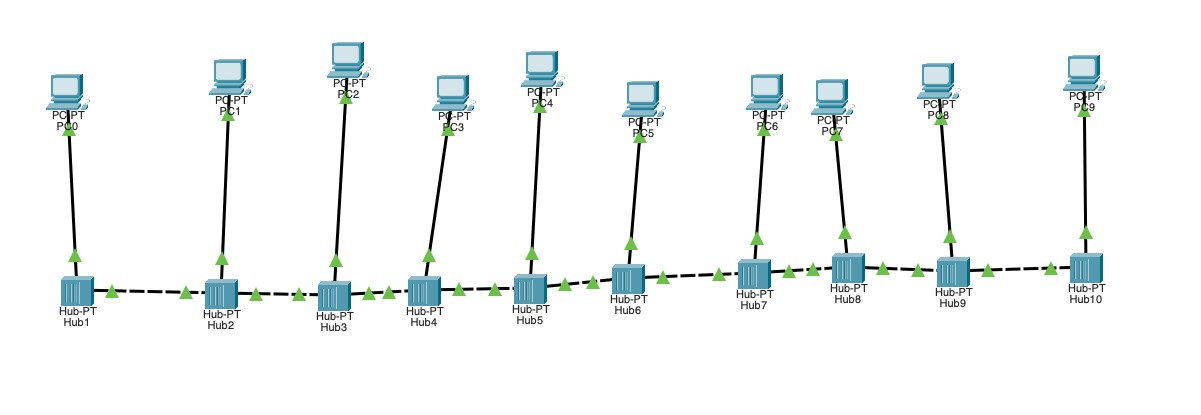 PC-PT
PC0
PC-PT
PC1
PC-PT
PC2
PC-PT
PC3
PC-PT
PC4
PC-PT
PC5
PC-PT
PC6
PC-PT
PC7
PC-PT
PC8
PC-PT
PC9
Hub-PT
Hub1
Hub-PT
Hub2
Hub-PT
Hub3
Hub-PT
Hub4
Hub-PT
Hub5
Hub-PT
Hub6
Hub-PT
Hub7
Hub-PT
Hub8
Hub-PT
Hub9
Hub-PT
Hub10